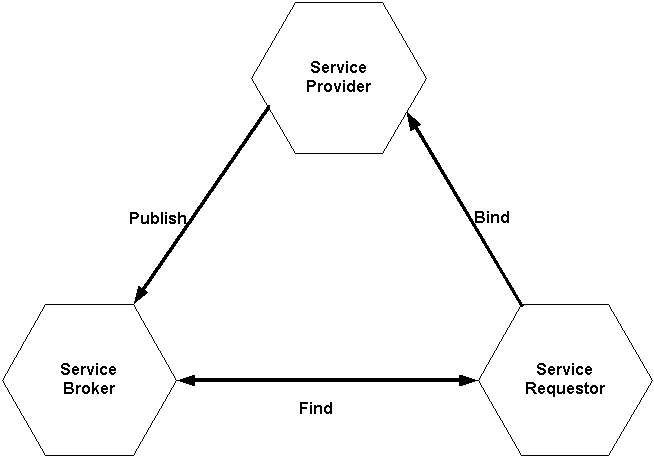 Service
Provider
Publish
Bind
Service
Broker
Service
Requestor
Find